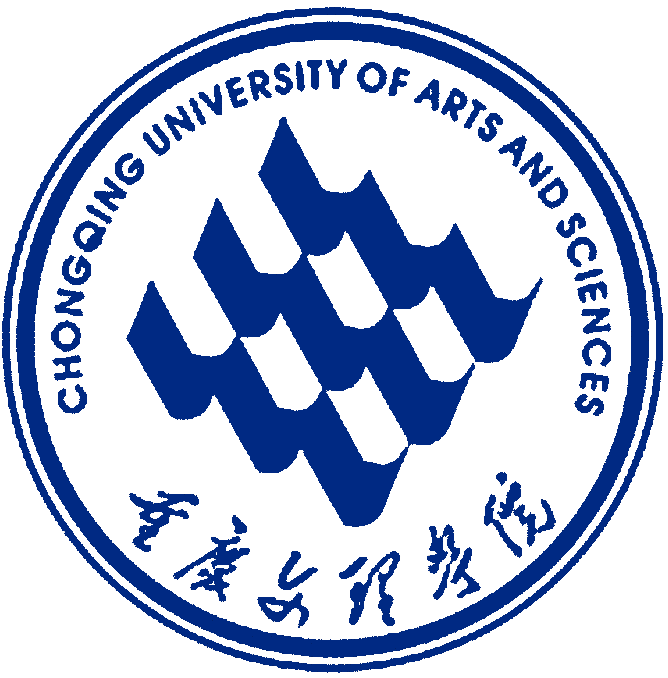 CHONGQING UNIVERSITY OF ARTS AND SCIENCES
重庆文理学院